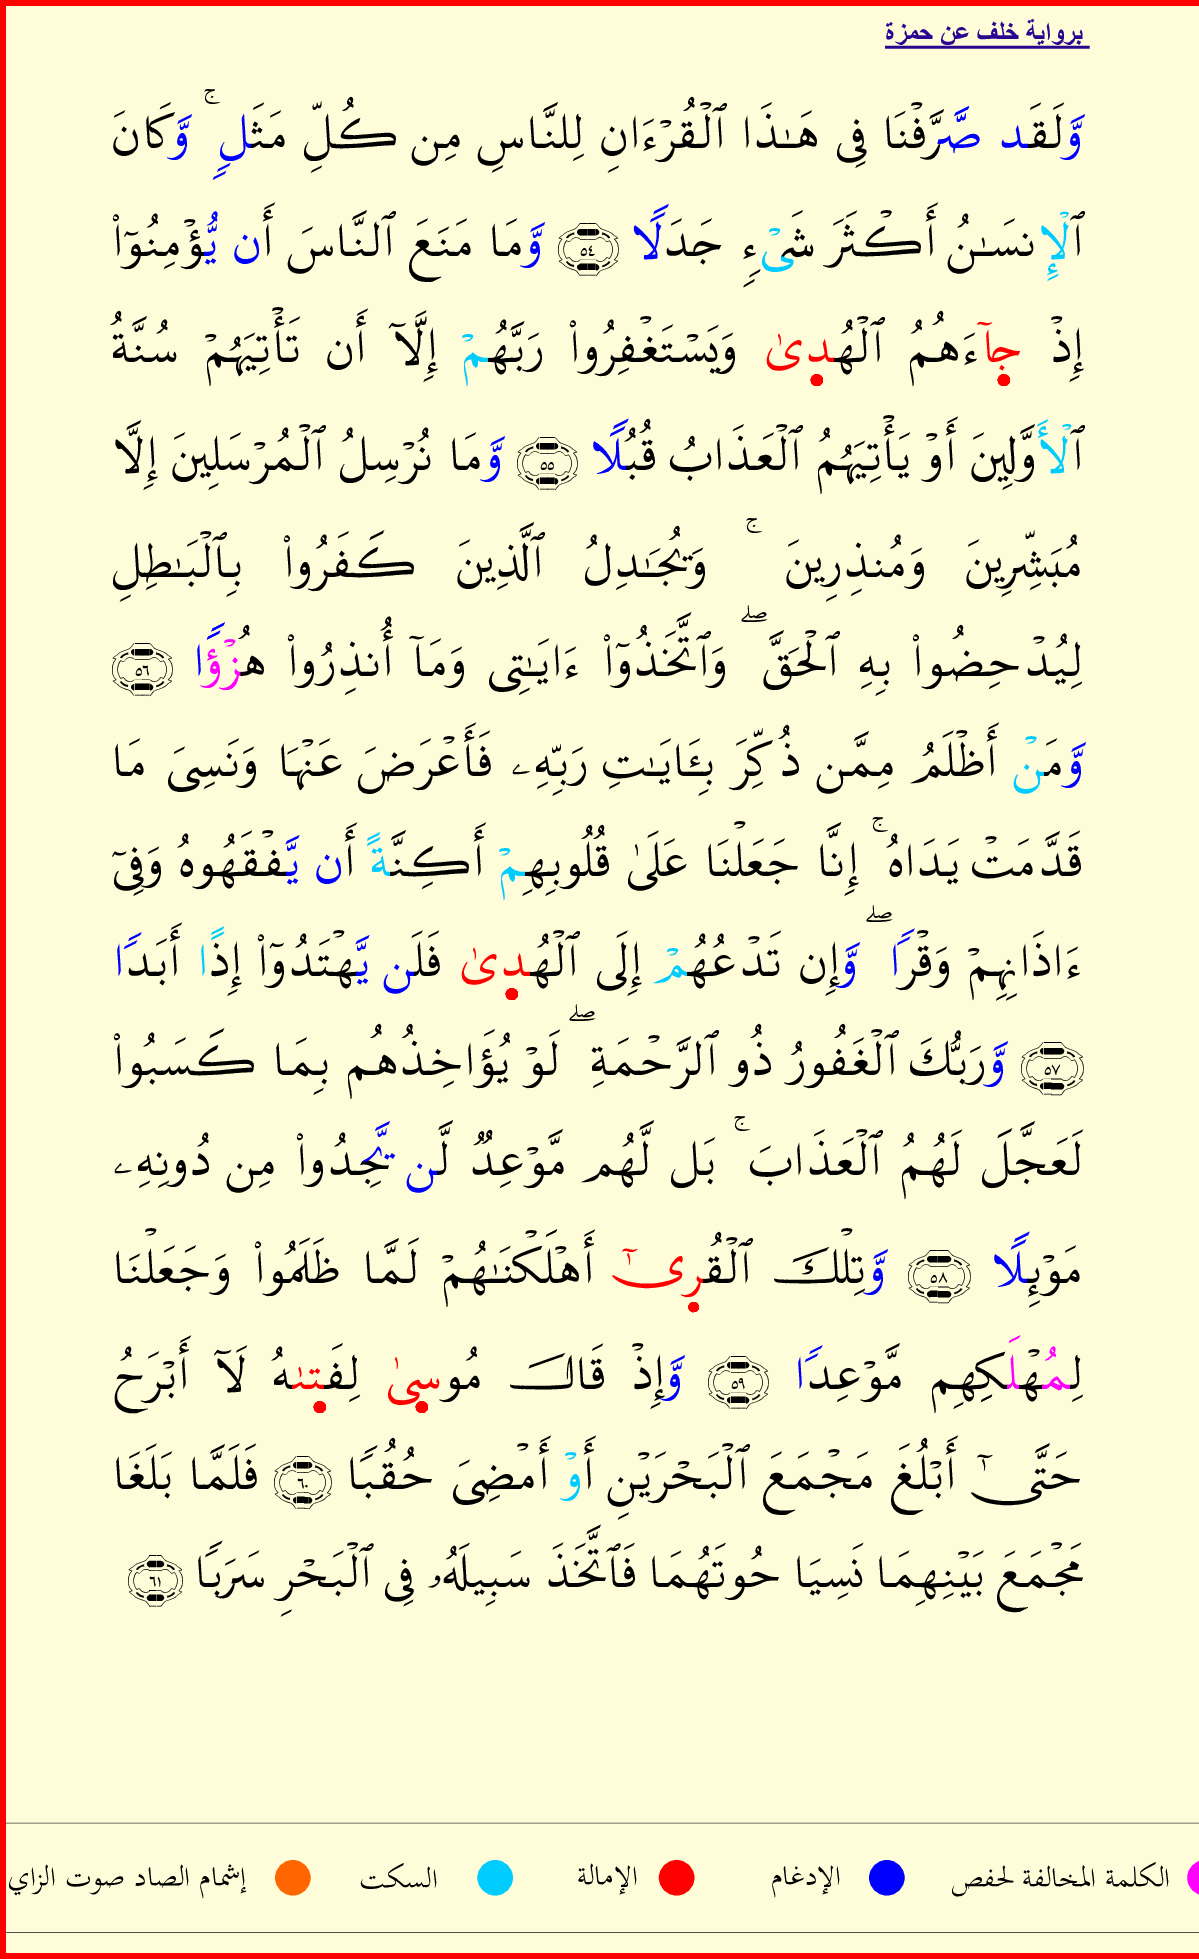 برواية خلف عن حمزة
وَّلَقَد صَّرَّفْنَا فِى هَـٰذَا ٱلْقُرْءَانِ لِلنَّاسِ مِن كُلِّ مَثَلٍ ۚ وَّكَانَ
ٱلْإِنسَـٰنُ أَكْثَرَ شَىْءٍ جَدَلًا ٥٤ وَّمَا مَنَعَ ٱلنَّاسَ أَن يُّؤْمِنُوٓا۟
إِذْ جِآءَهُمُ ٱلْهُدِىٰ وَيَسْتَغْفِرُوا۟ رَبَّهُمْ إِلَّآ أَن تَأْتِيَهُمْ سُنَّةُ
ٱلْأَوَّلِينَ أَوْ يَأْتِيَهُمُ ٱلْعَذَابُ قُبُلًا ٥٥ وَّمَا نُرْسِلُ ٱلْمُرْسَلِينَ إِلَّا
مُبَشِّرِينَ وَمُنذِرِينَ ۚ وَيُجَـٰدِلُ ٱلَّذِينَ كَفَرُوا۟ بِٱلْبَـٰطِلِ
لِيُدْحِضُوا۟ بِهِ ٱلْحَقَّ ۖ وَٱتَّخَذُوٓا۟ ءَايَـٰتِى وَمَآ أُنذِرُوا۟ هُزْؤًا ٥٦
وَّمَنْ أَظْلَمُ مِمَّن ذُكِّرَ بِـَٔايَـٰتِ رَبِّهِۦ فَأَعْرَضَ عَنْهَا وَنَسِىَ مَا
قَدَّمَتْ يَدَاهُ ۚ إِنَّا جَعَلْنَا عَلَىٰ قُلُوبِهِمْ أَكِنَّةً أَن يَّفْقَهُوهُ وَفِىٓ
ءَاذَانِهِمْ وَقْرًا ۖ وَّإِن تَدْعُهُمْ إِلَى ٱلْهُدِىٰ فَلَن يَّهْتَدُوٓا۟ إِذًا أَبَدًا
٥٧ وَّرَبُّكَ ٱلْغَفُورُ ذُو ٱلرَّحْمَةِ ۖ لَوْ يُؤَاخِذُهُم بِمَا كَسَبُوا۟
لَعَجَّلَ لَهُمُ ٱلْعَذَابَ ۚ بَل لَّهُم مَّوْعِدٌ لَّن يَّجِدُوا۟ مِن دُونِهِۦ
مَوْئِلًا ٥٨ وَّتِلْكَ ٱلْقُرِىٰٓ أَهْلَكْنَـٰهُمْ لَمَّا ظَلَمُوا۟ وَجَعَلْنَا
لِمُهْلَكِهِم مَّوْعِدًا ٥٩ وَّإِذْ قَالَ مُوسِىٰ لِفَتِىٰهُ لَآ أَبْرَحُ
حَتَّىٰٓ أَبْلُغَ مَجْمَعَ ٱلْبَحْرَيْنِ أَوْ أَمْضِىَ حُقُبًا ٦٠ فَلَمَّا بَلَغَا
مَجْمَعَ بَيْنِهِمَا نَسِيَا حُوتَهُمَا فَٱتَّخَذَ سَبِيلَهُۥ فِى ٱلْبَحْرِ سَرَبًا ٦١
الكلمة المخالفة لحفص الإدغام الإمالة السكت إشمام الصاد صوت الزاي